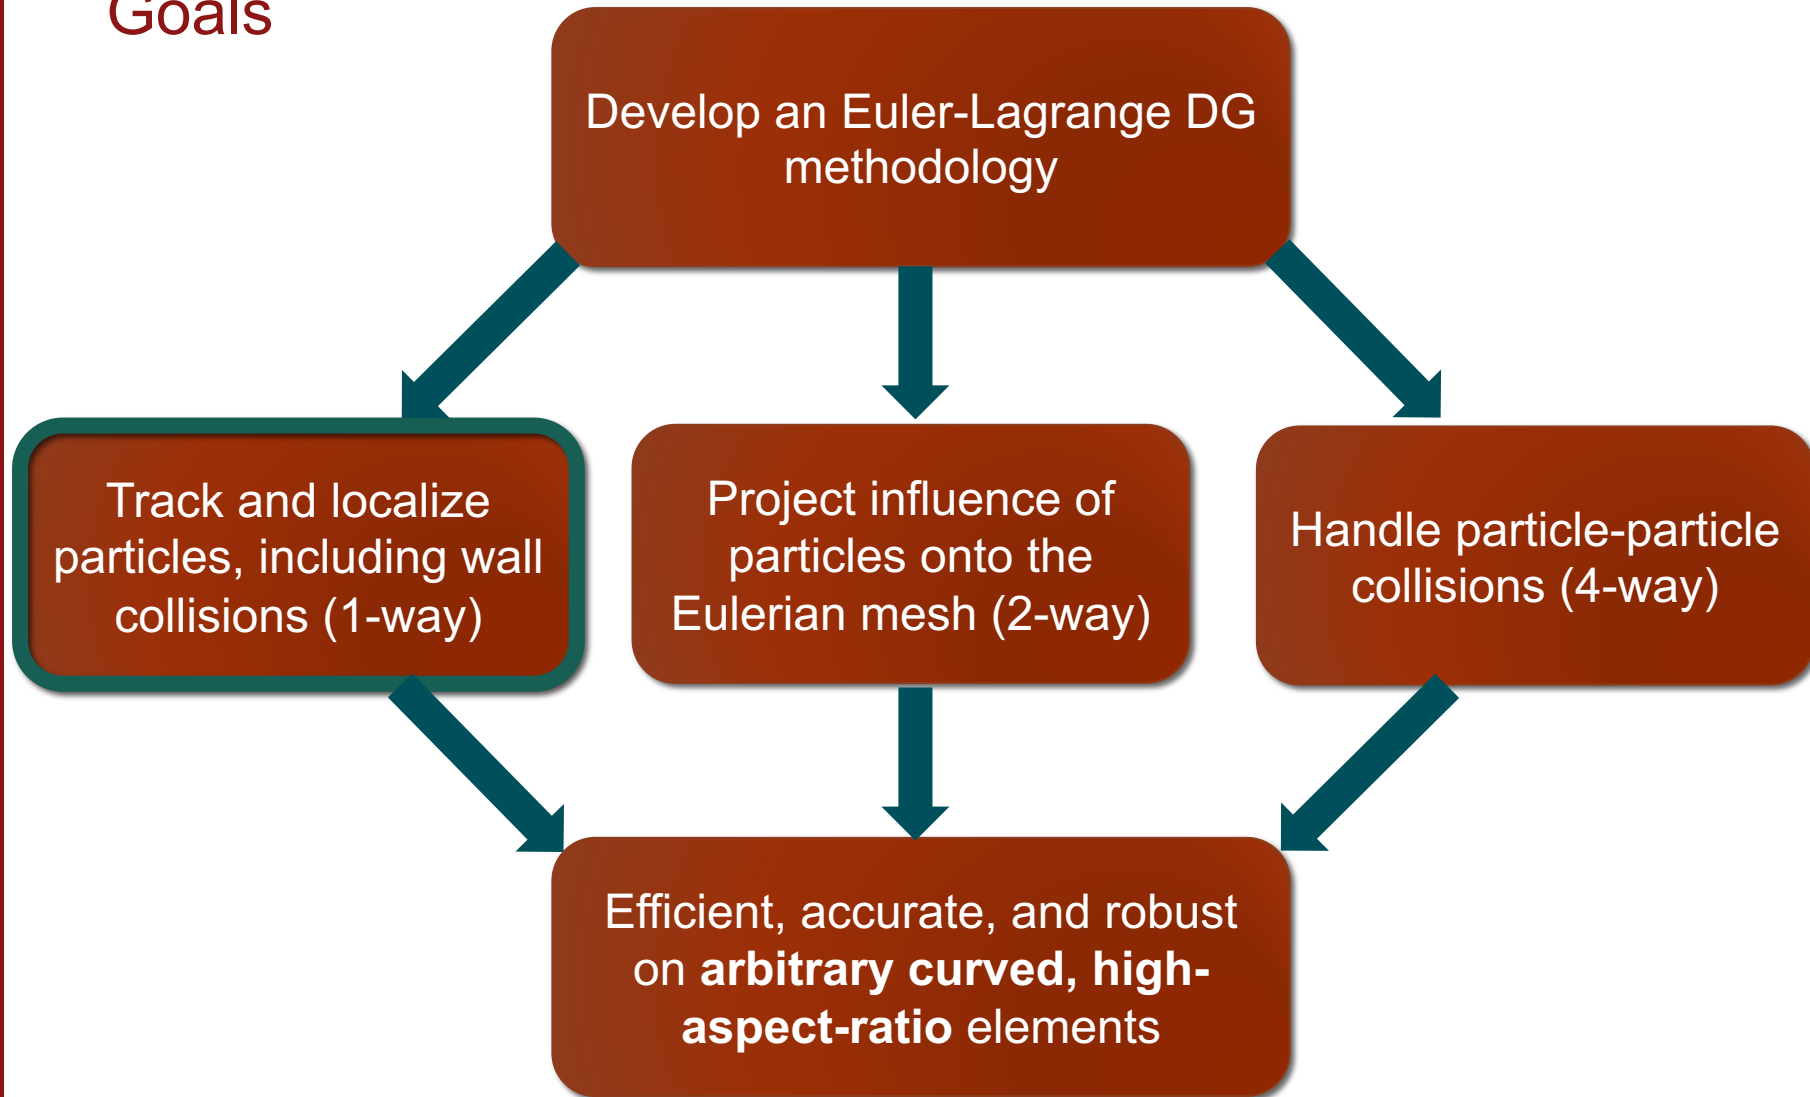 Goals
Develop an Euler-Lagrange DG
methodology
Track and localize
particles, including wall
collisions (1-way)
Project influence of
particles onto the
Eulerian mesh (2-way)
Handle particle-particle
collisions (4-way)
Efficient, accurate, and robust
on arbitrary curved, high-
aspect-ratio elements